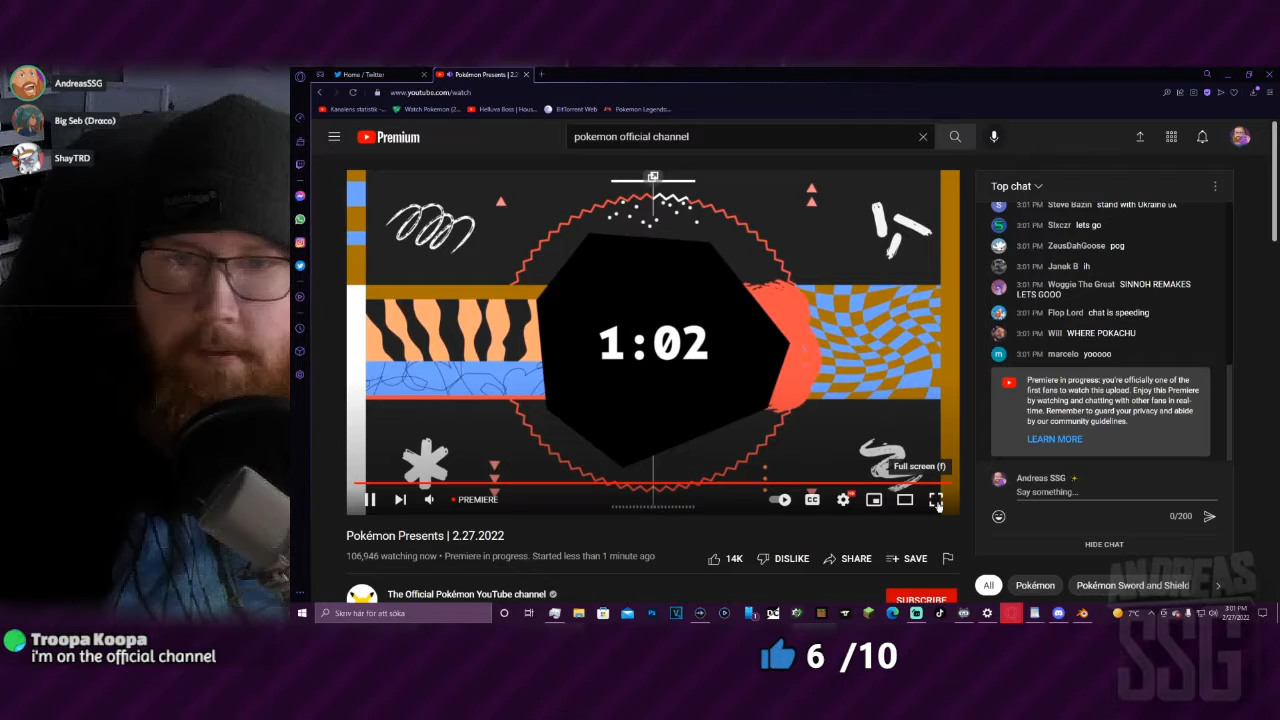 AndreasSSG
Big Seb (Draco)
ShayTRD
Home / Twitter
Pokémon Presents | 2.2
www.youtube.com/watch
Kanalens statistik -...
Watch Pokemon (2...
Helluva Boss | Hous...
BitTorrent Web
Pokemon Legends...
Premium
pokemon official channel
1:02
Full screen (f)
PREMIERE
CC
Pokémon Presents | 2.27.2022
106,946 watching now • Premiere in progress. Started less than 1 minute ago
14K
DISLIKE
SHARE
SAVE
The Official Pokémon YouTube channel
SUBSCRIBE
Top chat
Steve Bazin stand with Ukraine UA
3:01 PM Slxczr lets go
3:01 PM ZeusDahGoose pog
3:01 PM Janek B ih
3:01 PM Woggie The Great SINNOH REMAKES
LETS GOOO
3:01 PM Flop Lord chat is speeding
3:01 PM Will WHERE POKACHU
3:01 PM marcelo yooooo
Premiere in progress: you're officially one of the
first fans to watch this upload. Enjoy this Premiere
by watching and chatting with other fans in real-
time. Remember to guard your privacy and abide
by our community guidelines.
LEARN MORE
Andreas SSG
Say something...
0/200
HIDE CHAT
All
Pokémon
Pokémon Sword and Shield
Skriv här för att söka
7°C
3:01 PM
2/27/2022
Troopa Koopa
i'm on the official channel
6 /10
ANDREAS
SSG